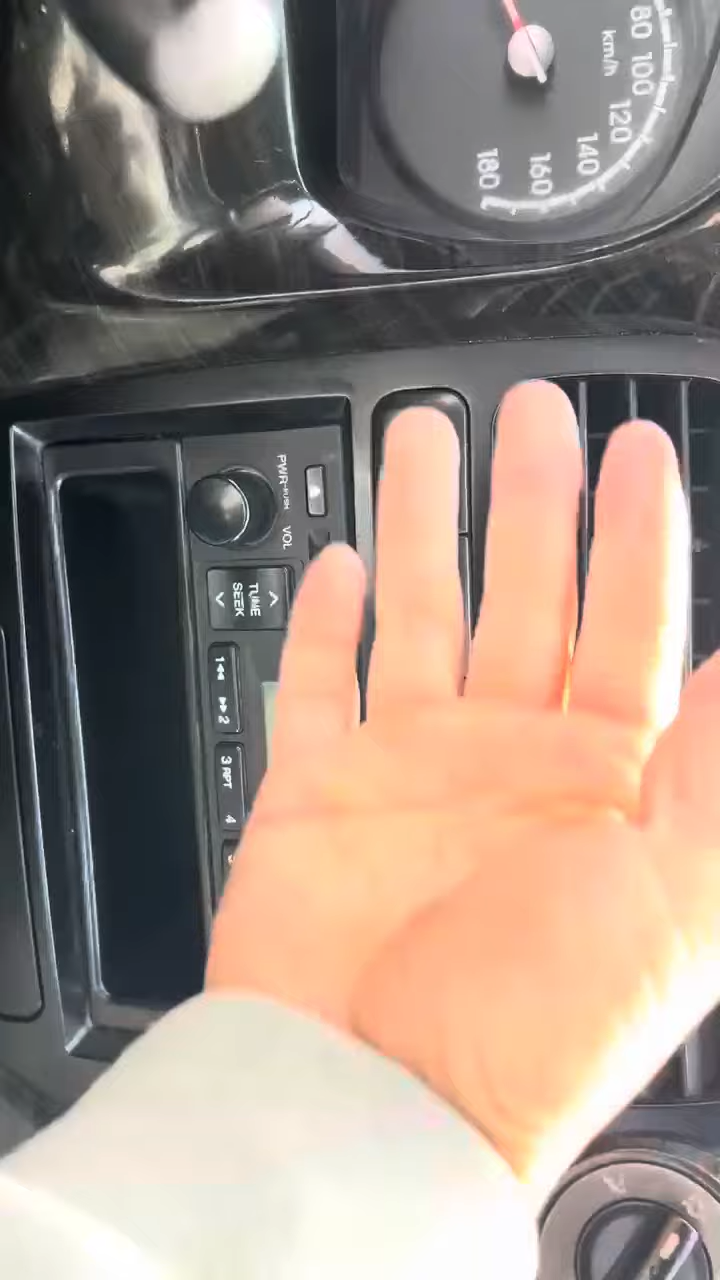 80
km/h
100
120
140
160
180
PWR-PUSH VOL
∧
TUNE
SEEK
∨
1 ◀◀ ▶▶ 2
3 RPT 4